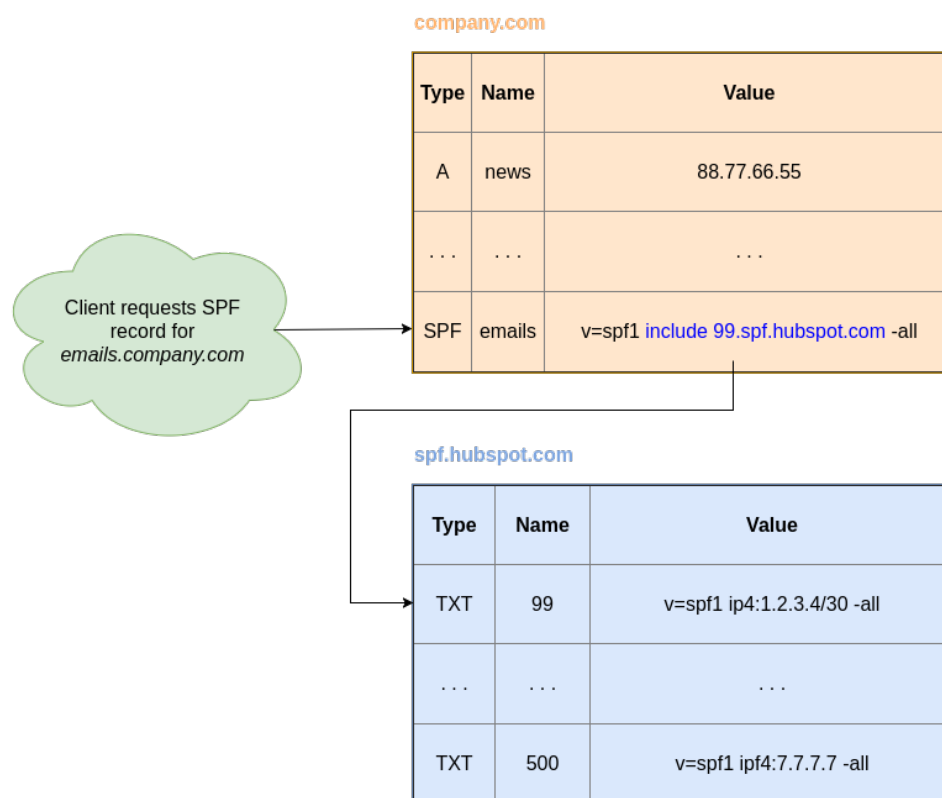 company.com
Type Name Value
A news 88.77.66.55
. . . . . . . . .
Client requests SPF
record for
emails.company.com
SPF emails v=spf1 include 99.spf.hubspot.com -all
spf.hubspot.com
Type Name Value
TXT 99 v=spf1 ip4:1.2.3.4/30 -all
. . . . . . . . .
TXT 500 v=spf1 ipf4:7.7.7.7 -all